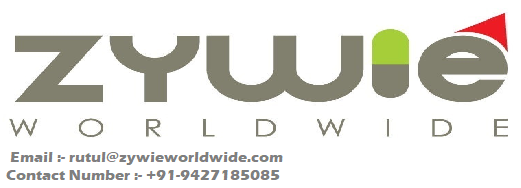 ZYWIE
WORLDWIDE
Email :- rutul@zywieworldwide.com
Contact Number :- +91-9427185085